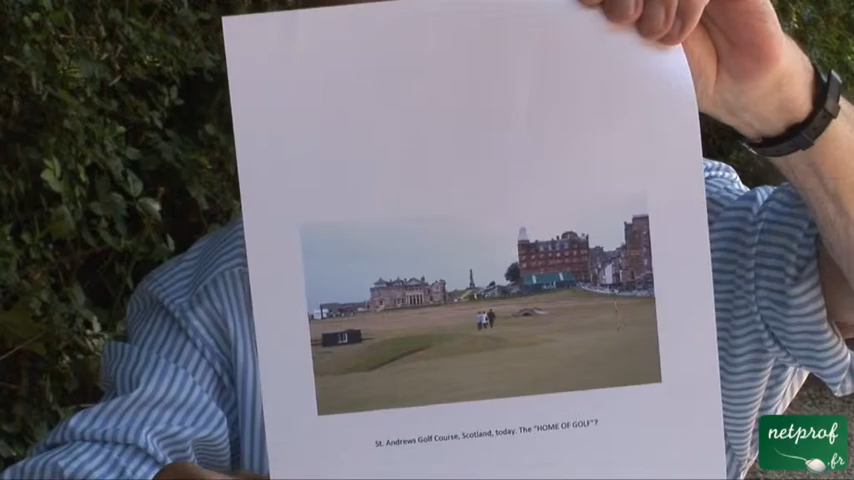 St. Andrews Golf Course, Scotland, today. The "HOME OF GOLF"?
netprof
.fr